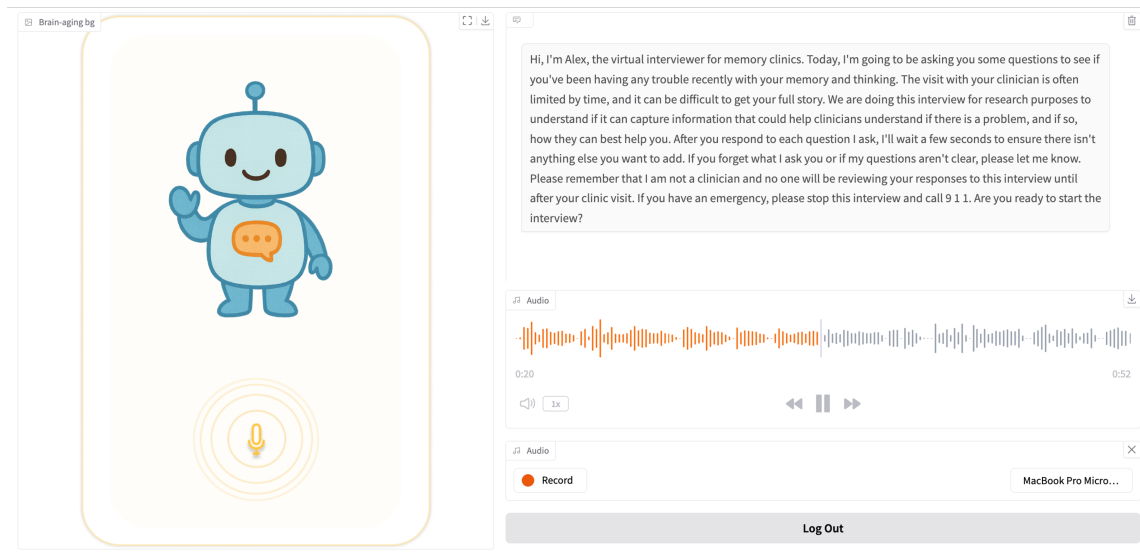 Brain-aging bg
Hi, I'm Alex, the virtual interviewer for memory clinics. Today, I'm going to be asking you some questions to see if
you've been having any trouble recently with your memory and thinking. The visit with your clinician is often
limited by time, and it can be difficult to get your full story. We are doing this interview for research purposes to
understand if it can capture information that could help clinicians understand if there is a problem, and if so,
how they can best help you. After you respond to each question I ask, I'll wait a few seconds to ensure there isn't
anything else you want to add. If you forget what I ask you or if my questions aren't clear, please let me know.
Please remember that I am not a clinician and no one will be reviewing your responses to this interview until
after your clinic visit. If you have an emergency, please stop this interview and call 9 1 1. Are you ready to start the
interview?
Audio
0:20
0:52
1x
Audio
Record
MacBook Pro Micro...
Log Out